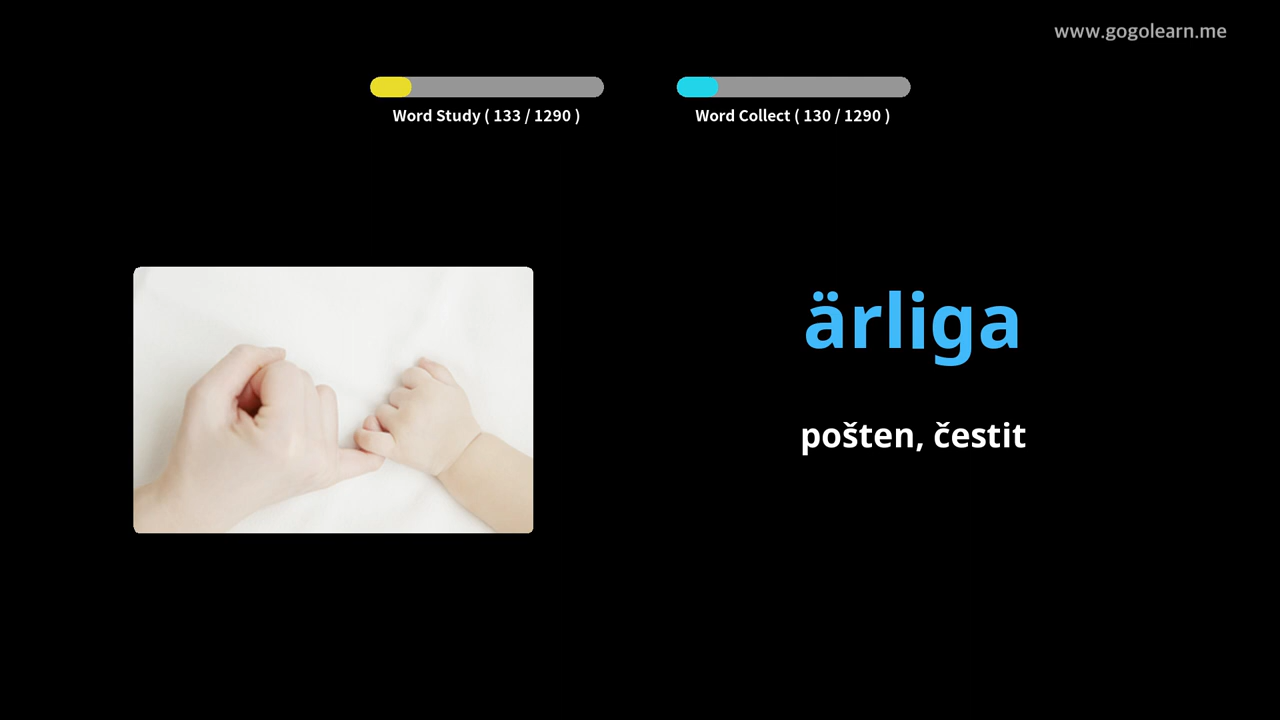 www.gogolearn.me
Word Study ( 133 / 1290 )
Word Collect ( 130 / 1290 )
ärliga
pošten, čestit